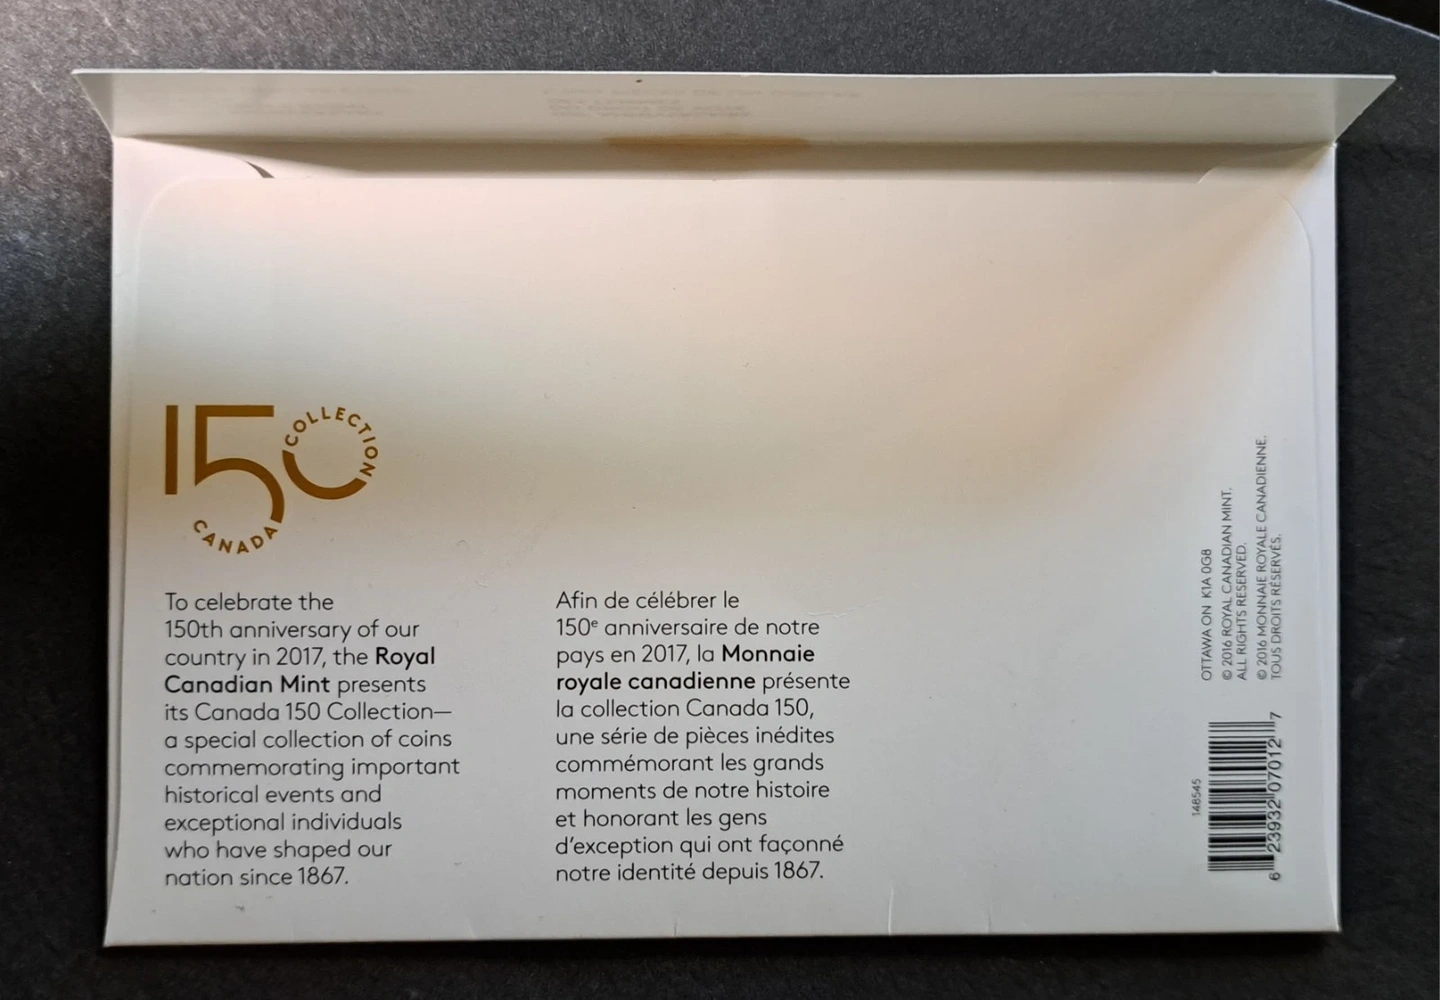 150
COLLECTION
CANADA
To celebrate the
150th anniversary of our
country in 2017, the Royal
Canadian Mint presents
its Canada 150 Collection—
a special collection of coins
commemorating important
historical events and
exceptional individuals
who have shaped our
nation since 1867.
Afin de célébrer le
150e anniversaire de notre
pays en 2017, la Monnaie
royale canadienne présente
la collection Canada 150,
une série de pièces inédites
commémorant les grands
moments de notre histoire
et honorant les gens
d'exception qui ont façonné
notre identité depuis 1867.
OTTAWA ON K1A 0G8
© 2016 ROYAL CANADIAN MINT.
ALL RIGHTS RESERVED.
© 2016 MONNAIE ROYALE CANADIENNE.
TOUS DROITS RÉSERVÉS.
148545
6 23932 07012 7